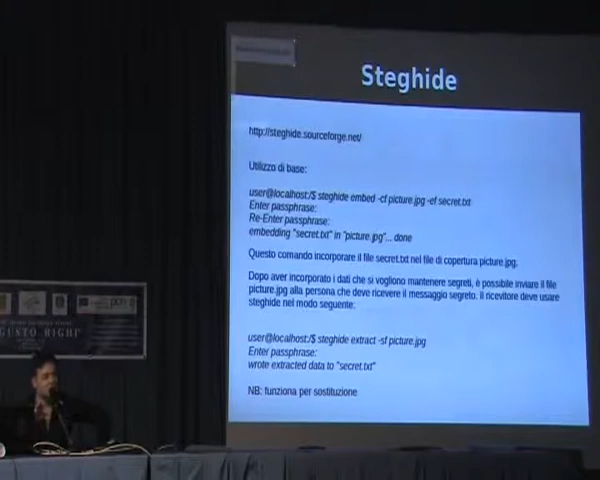 Steghide
http://steghide.sourceforge.net/
Utilizzo di base:
user@localhost:/$ steghide embed -cf picture.jpg -ef secret.txt
Enter passphrase:
Re-Enter passphrase:
embedding "secret.txt" in "picture.jpg"... done
Questo comando incorporare il file secret.txt nel file di copertura picture.jpg.
Dopo aver incorporato i dati che si vogliono mantenere segreti, è possibile inviare il file
picture.jpg alla persona che deve ricevere il messaggio segreto. il ricevitore deve usare
steghide nel modo seguente:
user@localhost:/$ steghide extract -sf picture.jpg
Enter passphrase:
wrote extracted data to "secret.txt"
NB: funziona per sostituzione
GUSTO RIGHI